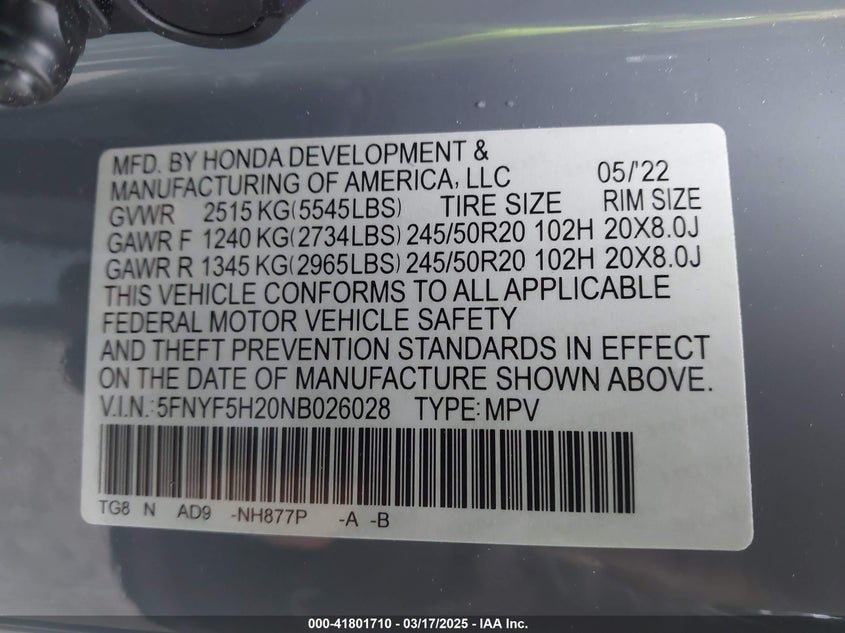 MFD. BY HONDA DEVELOPMENT &
MANUFACTURING OF AMERICA, LLC 05/'22
GVWR 2515 KG(5545LBS) TIRE SIZE RIM SIZE
GAWR F 1240 KG(2734LBS) 245/50R20 102H 20X8.0J
GAWR R 1345 KG(2965LBS) 245/50R20 102H 20X8.0J
THIS VEHICLE CONFORMS TO ALL APPLICABLE
FEDERAL MOTOR VEHICLE SAFETY
AND THEFT PREVENTION STANDARDS IN EFFECT
ON THE DATE OF MANUFACTURE SHOWN ABOVE.
V.I.N.: 5FNYF5H20NB026028 TYPE: MPV
TG8 N AD9 -NH877P -A -B
000-41801710 - 03/17/2025 - IAA Inc.